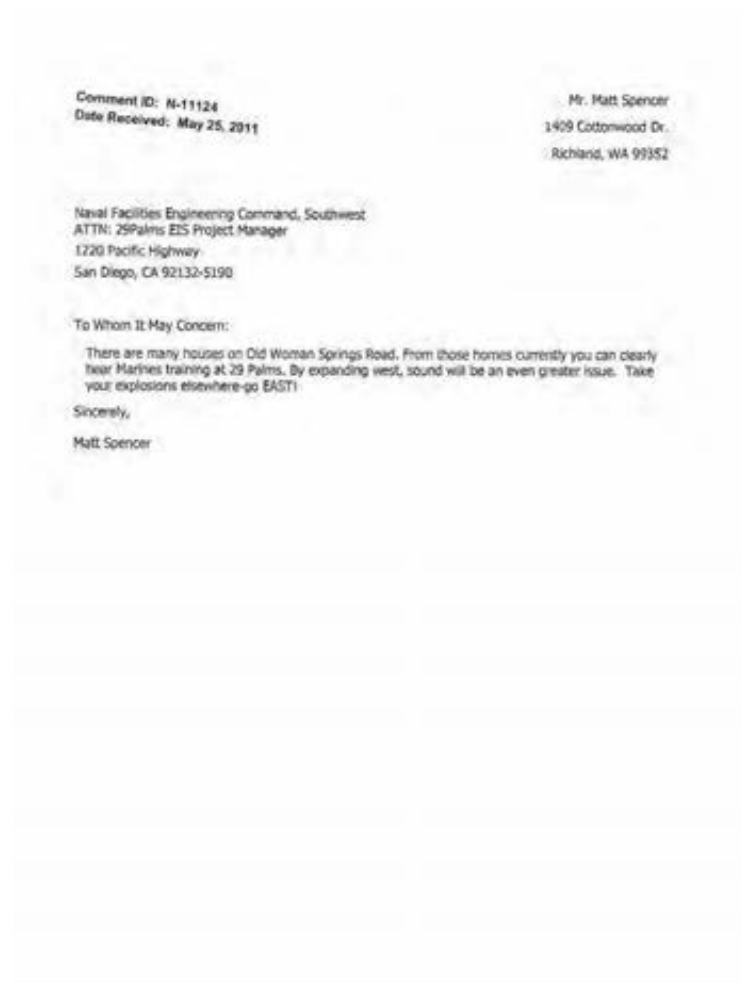 Comment ID: N-11124
Date Received: May 25, 2011
Mr. Matt Spencer
1409 Cottonwood Dr.
Richland, WA 99352
Naval Facilities Engineering Command, Southwest
ATTN: 29Palms EIS Project Manager
1220 Pacific Highway
San Diego, CA 92132-5190
To Whom It May Concern:
There are many houses on Old Woman Springs Road. From those homes currently you can clearly
hear Marines training at 29 Palms. By expanding west, sound will be an even greater issue. Take
your explosions elsewhere-go EAST!
Sincerely,
Matt Spencer